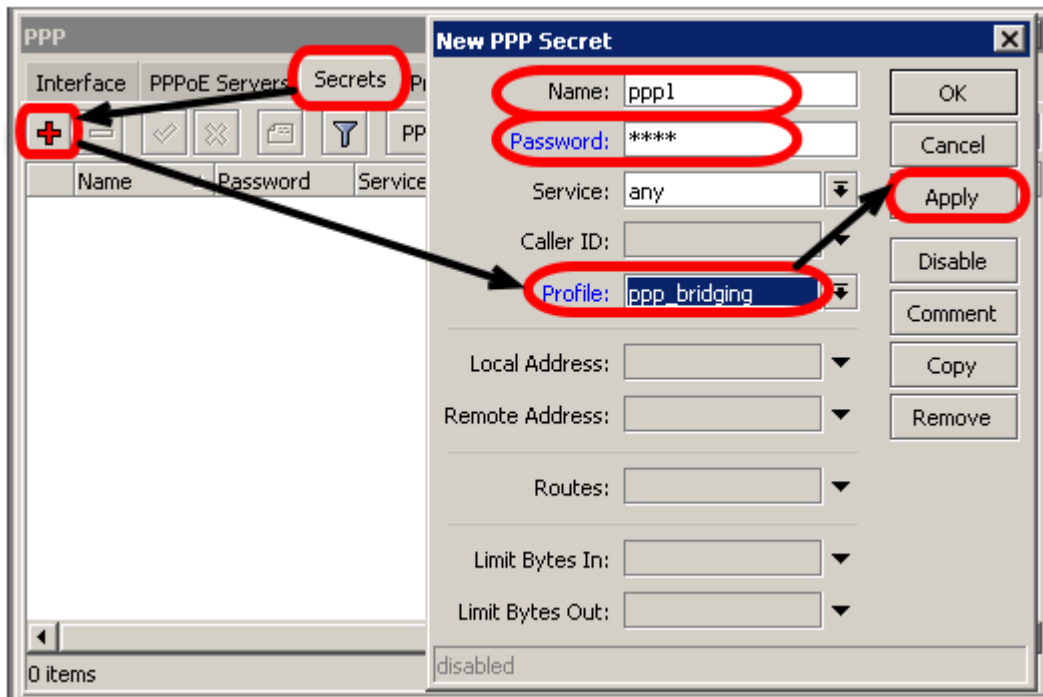 PPP
Interface PPPoE Servers Secrets
PP
Name Password Service
0 items
New PPP Secret
Name: ppp1
Password: ****
Service: any
Caller ID:
Profile: ppp_bridging
Local Address:
Remote Address:
Routes:
Limit Bytes In:
Limit Bytes Out:
disabled
OK
Cancel
Apply
Disable
Comment
Copy
Remove